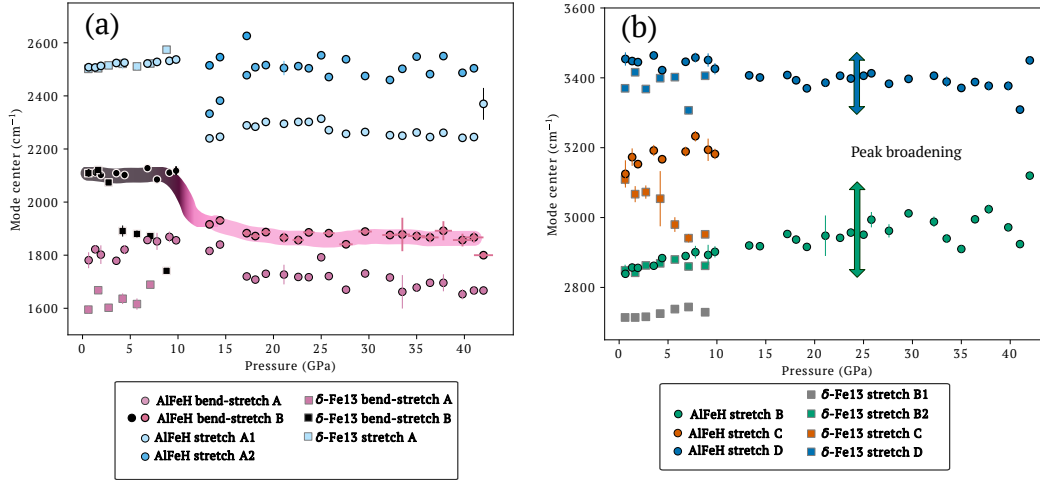 (a)
2600
2400
2200
2000
1800
1600
Mode center (cm⁻¹)
0 5 10 15 20 25 30 35 40
Pressure (GPa)
AlFeH bend-stretch A
AlFeH bend-stretch B
AlFeH stretch A1
AlFeH stretch A2
δ-Fe13 bend-stretch A
δ-Fe13 bend-stretch B
δ-Fe13 stretch A
(b)
3600
3400
3200
3000
2800
Mode center (cm⁻¹)
Peak broadening
0 5 10 15 20 25 30 35 40
Pressure (GPa)
AlFeH stretch B
AlFeH stretch C
AlFeH stretch D
δ-Fe13 stretch B1
δ-Fe13 stretch B2
δ-Fe13 stretch C
δ-Fe13 stretch D